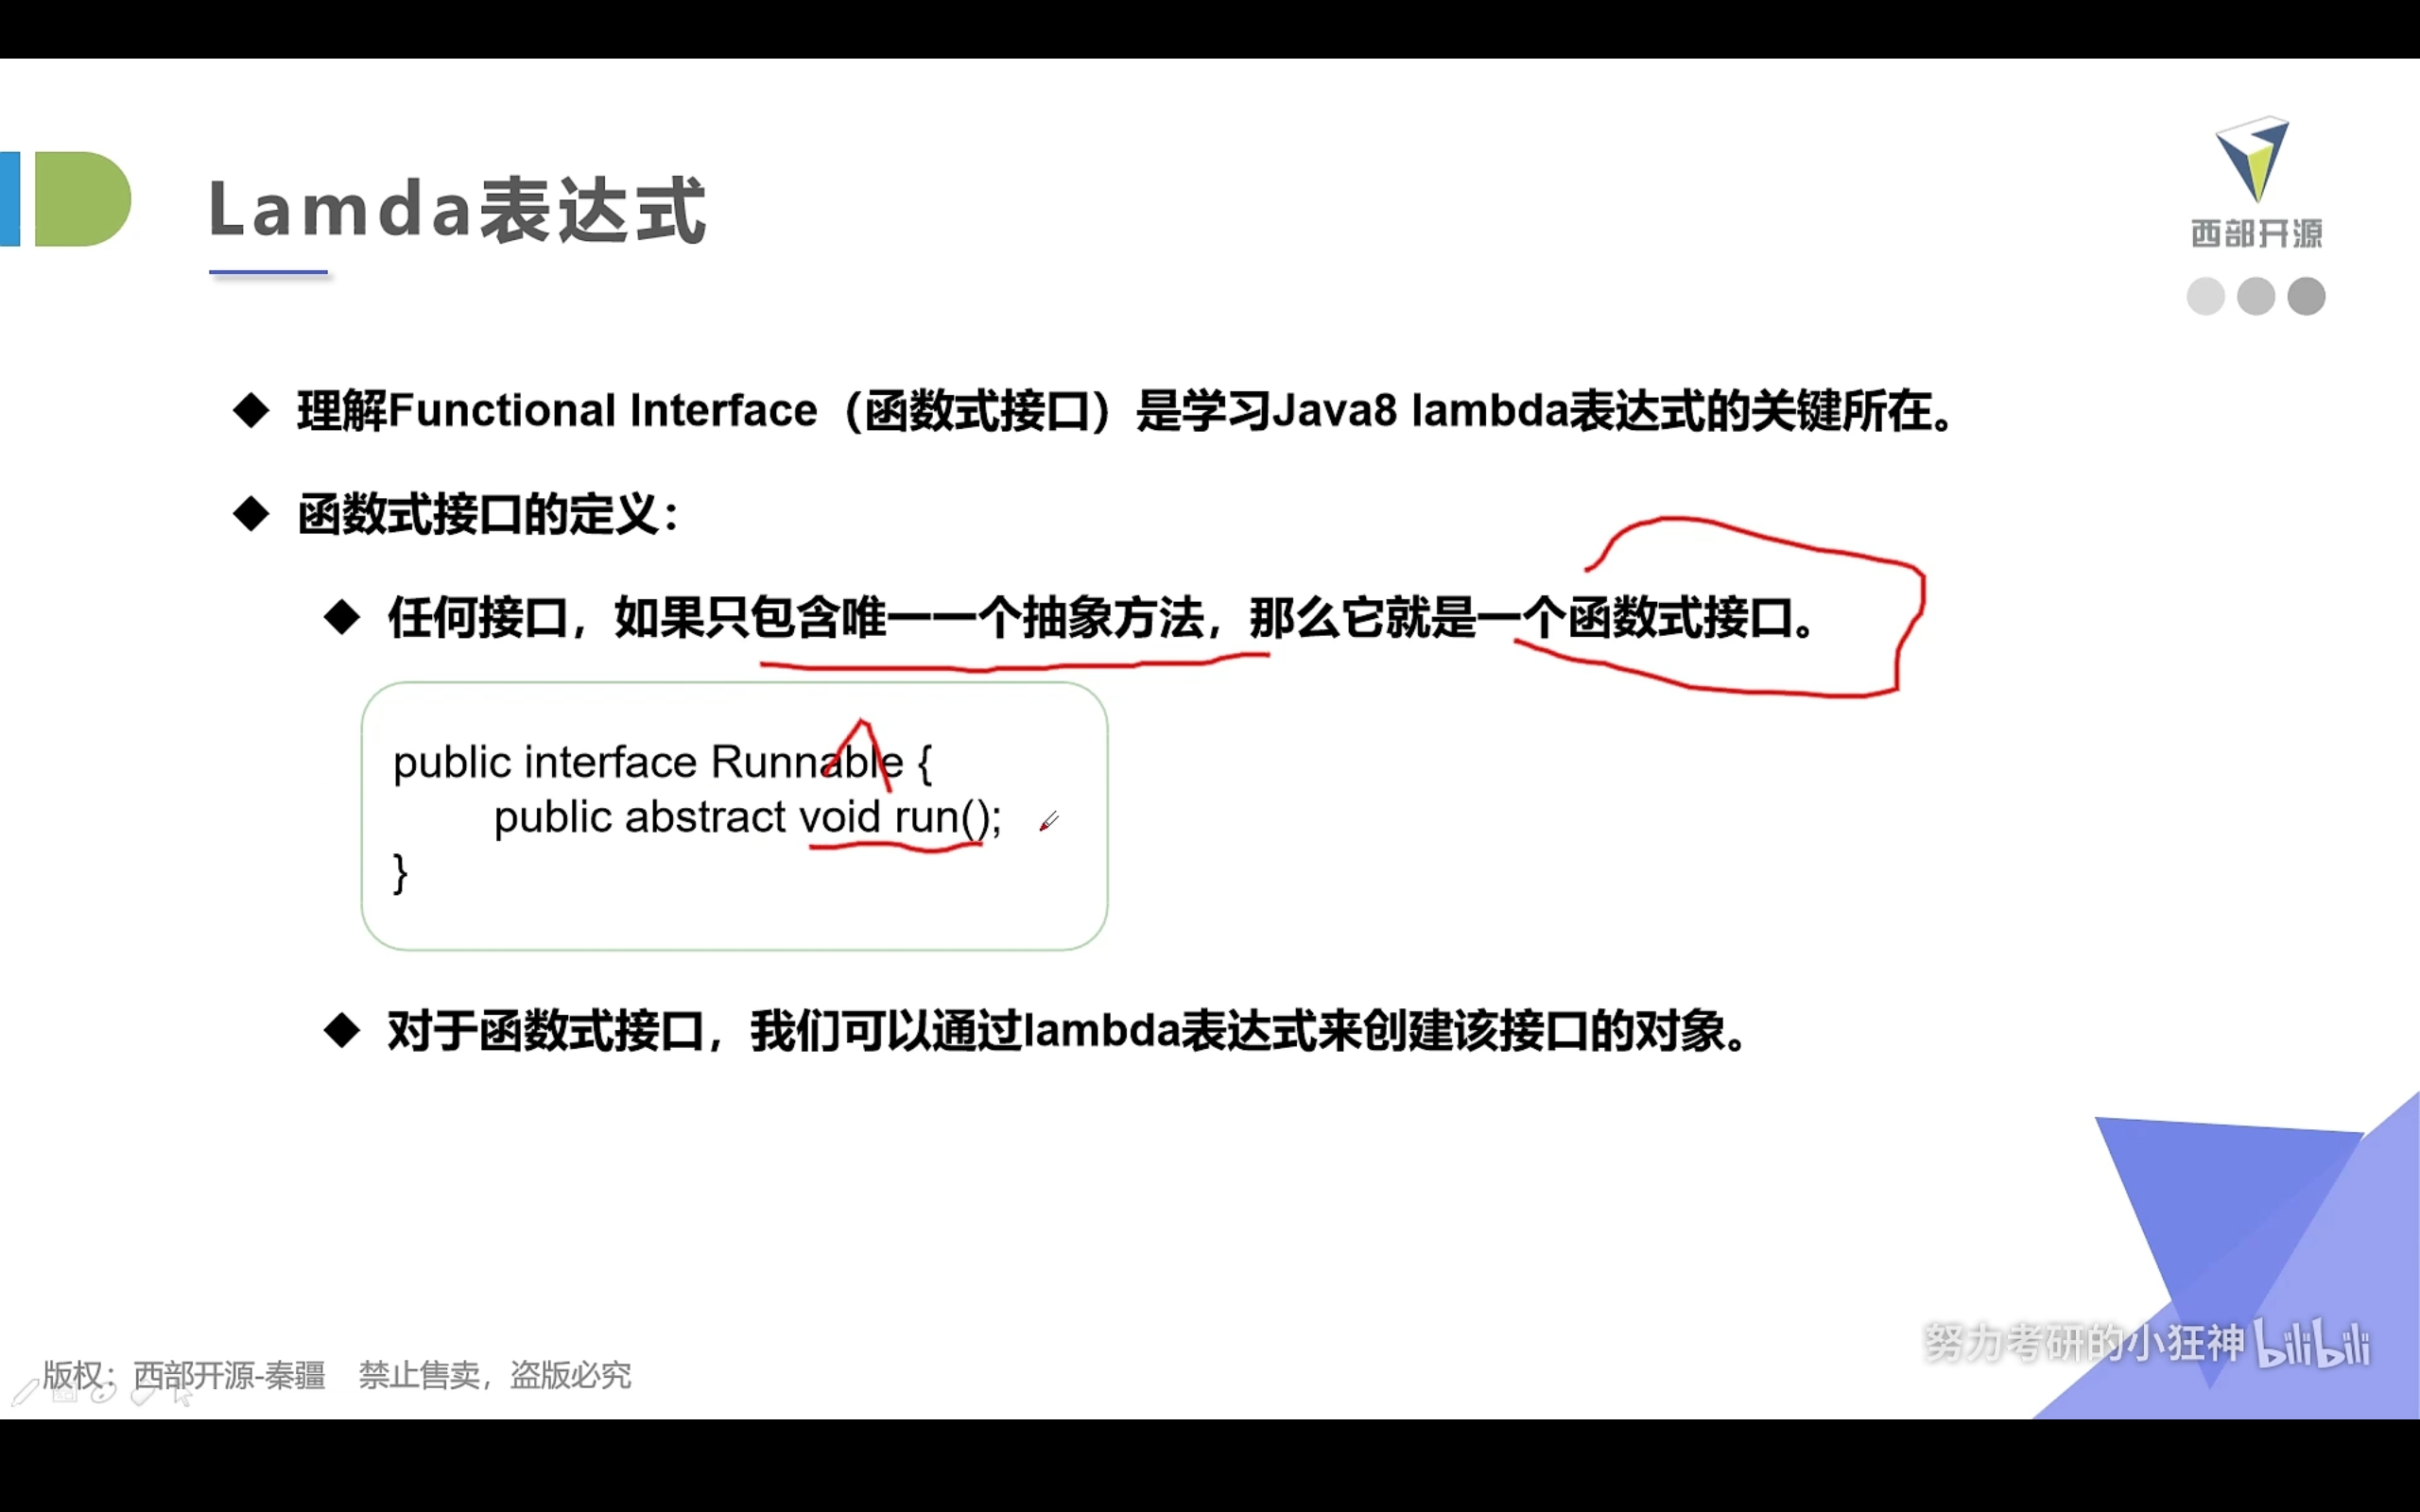 Lamda表达式
西部开源
理解Functional Interface（函数式接口）是学习Java8 lambda表达式的关键所在。
函数式接口的定义：
任何接口，如果只包含唯一一个抽象方法，那么它就是一个函数式接口。
public interface Runnable {
public abstract void run();
}
对于函数式接口，我们可以通过lambda表达式来创建该接口的对象。
努力考研的小狂神 bilibili
版权：西部开源-秦疆 禁止售卖，盗版必究